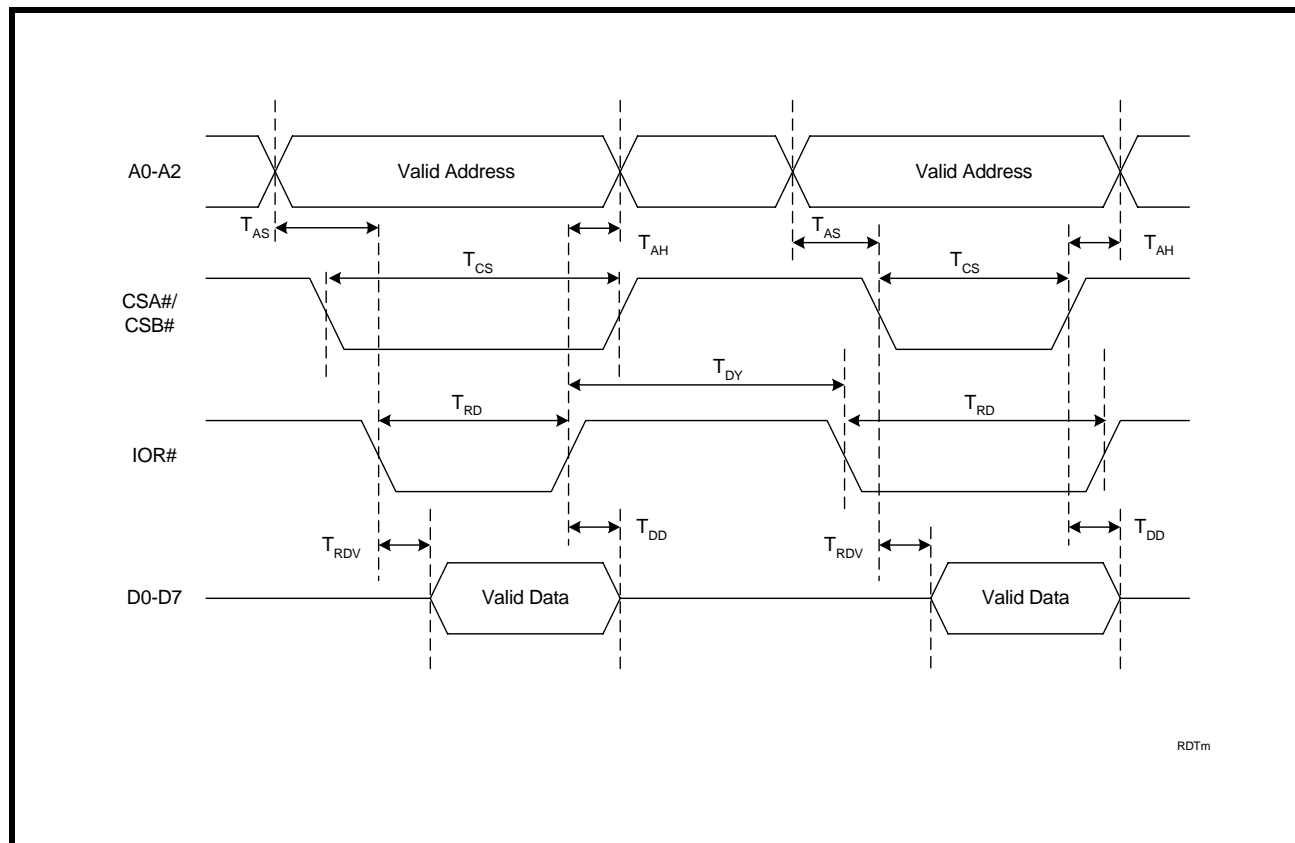 A0-A2
Valid Address
Valid Address
TAS
TAH
TAS
TAH
TCS
TCS
CSA#/
CSB#
TDY
TRD
TRD
IOR#
TRDV
TDD
TRDV
TDD
D0-D7
Valid Data
Valid Data
RDTm